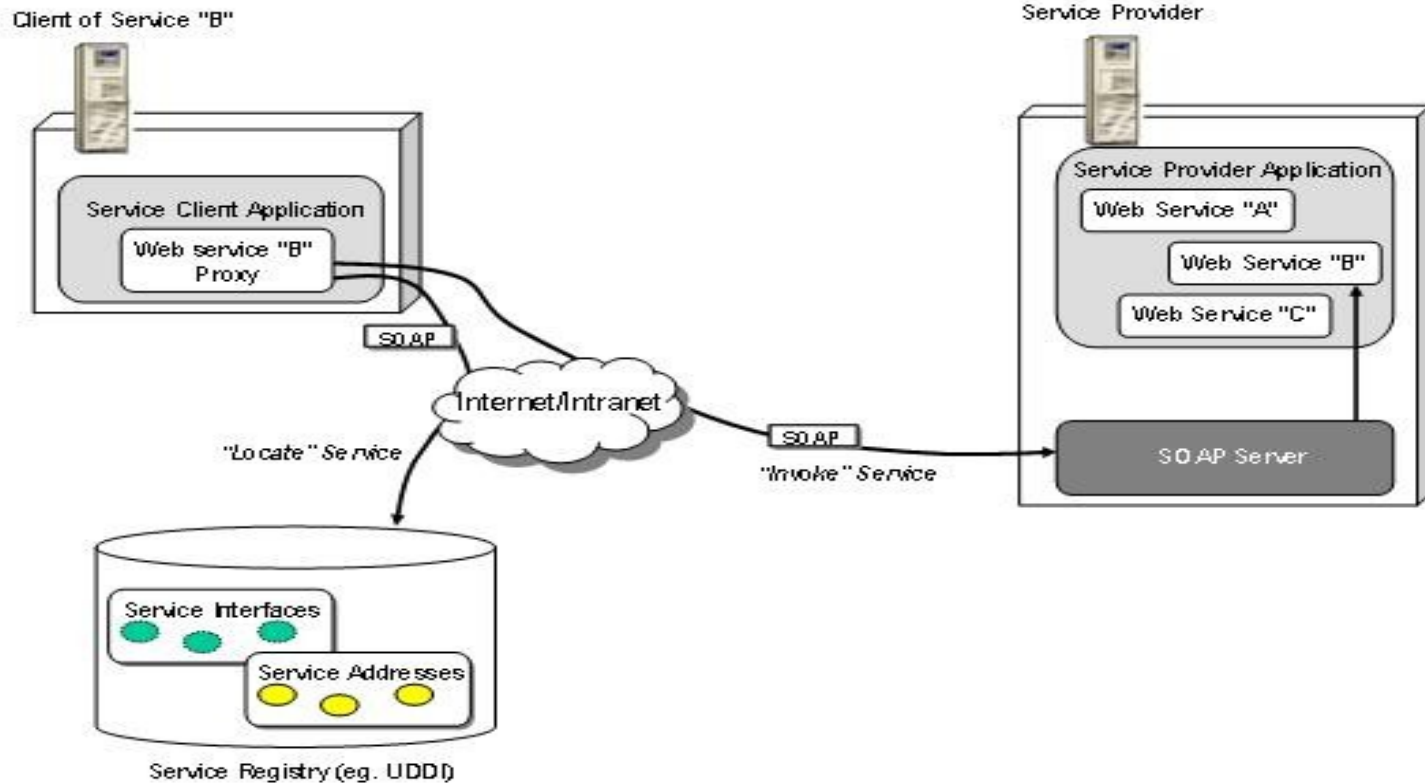 Client of Service "B"
Service Provider
Service Client Application
Web service "B"
Proxy
Service Provider Application
Web Service "A"
Web Service "B"
Web Service "C"
SOAP
Internet/Intranet
"Locate" Service
SOAP
"Invoke" Service
SOAP Server
Service Interfaces
Service Addresses
Service Registry (eg. UDDI)